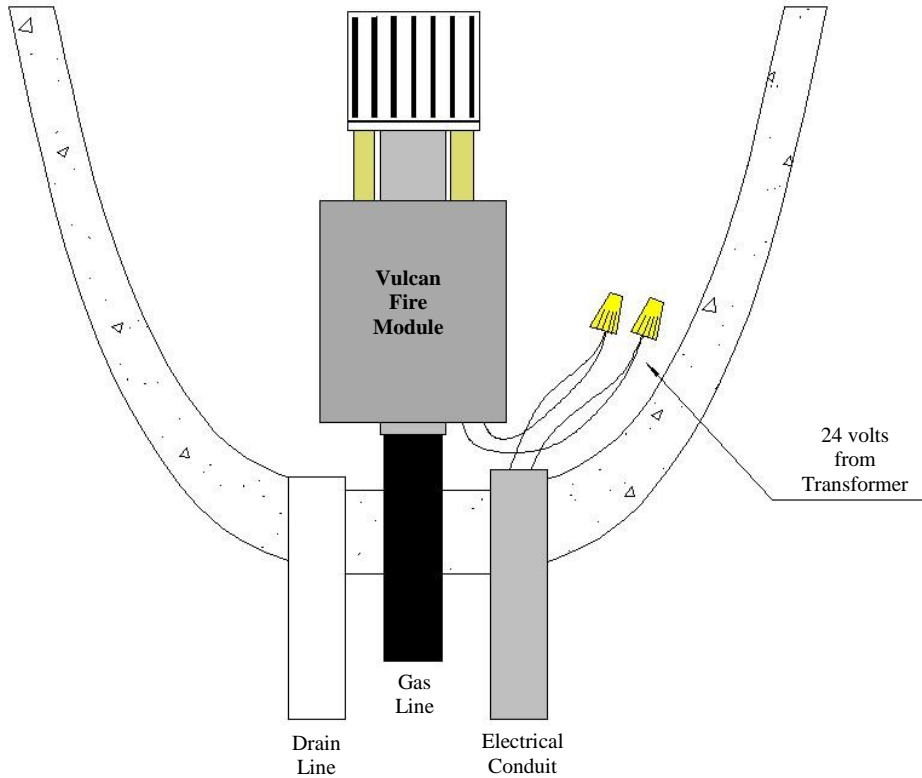 Vulcan
Fire
Module
24 volts
from
Transformer
Gas
Line
Drain
Line
Electrical
Conduit